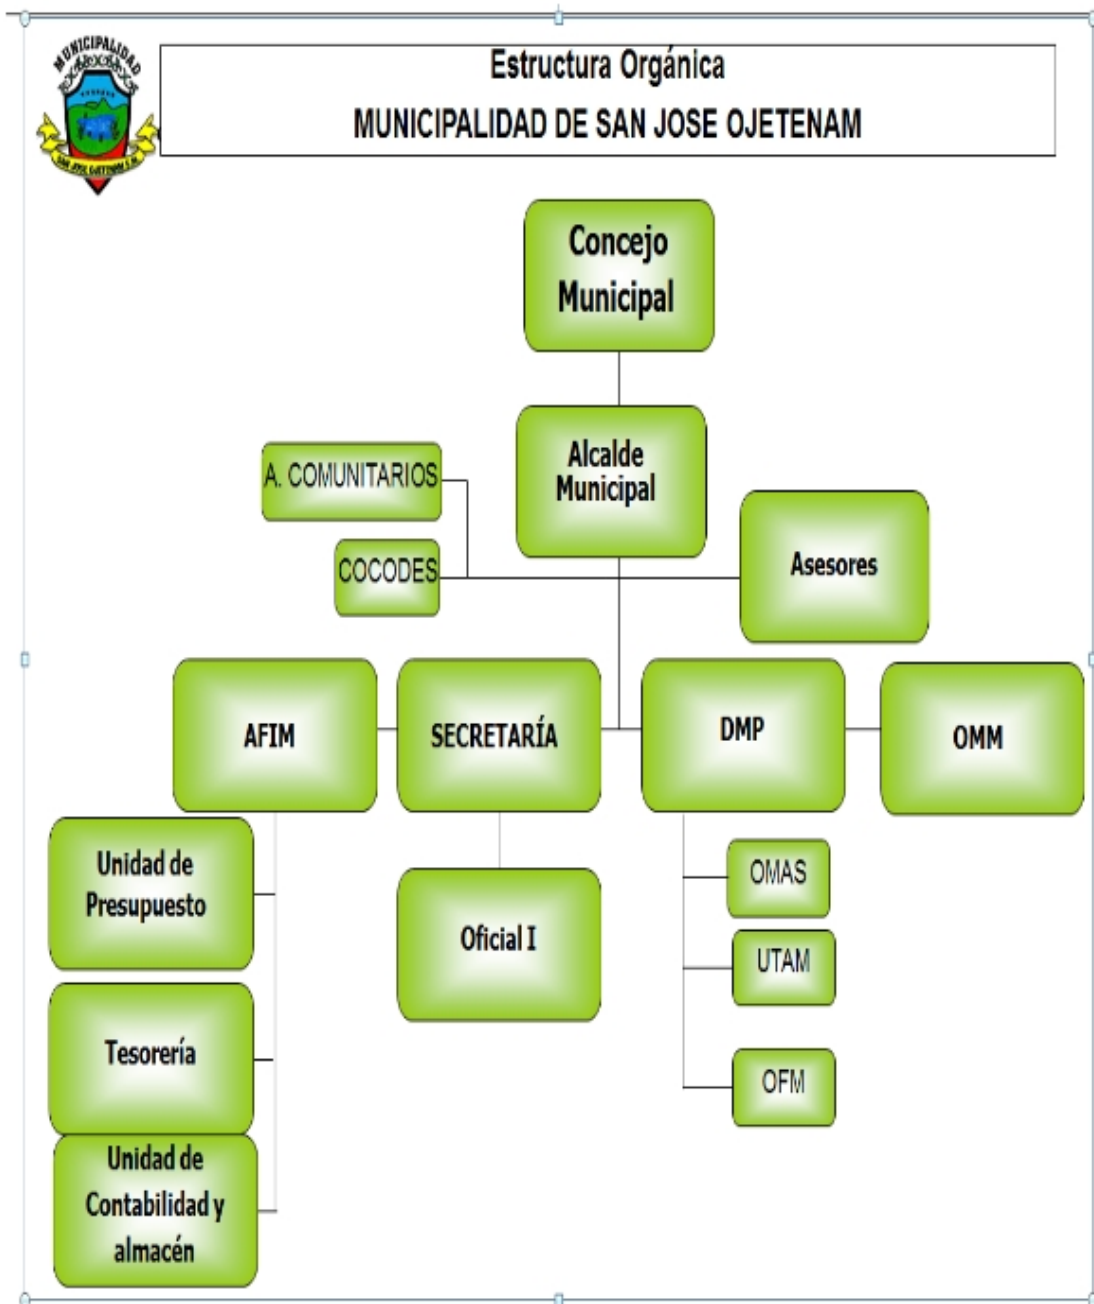 MUNICIPALIDAD
SAN JOSE OJETENAM S.M.
Estructura Orgánica
MUNICIPALIDAD DE SAN JOSE OJETENAM
Concejo
Municipal
Alcalde
Municipal
A. COMUNITARIOS
COCODES
Asesores
AFIM
SECRETARÍA
DMP
OMM
Unidad de
Presupuesto
Tesorería
Unidad de
Contabilidad y
almacén
Oficial I
OMAS
UTAM
OFM